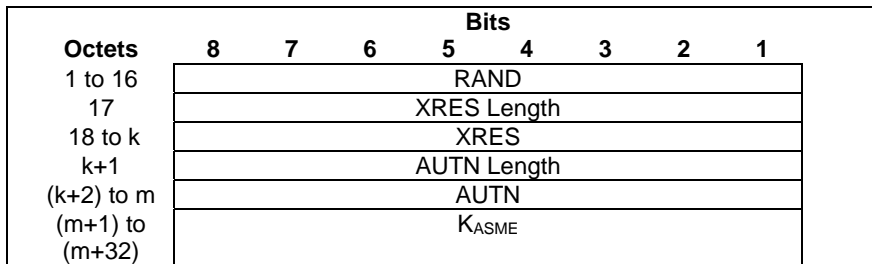 Bits
Octets 8 7 6 5 4 3 2 1
1 to 16 RAND
17 XRES Length
18 to k XRES
k+1 AUTN Length
(k+2) to m AUTN
(m+1) to KASME
(m+32)